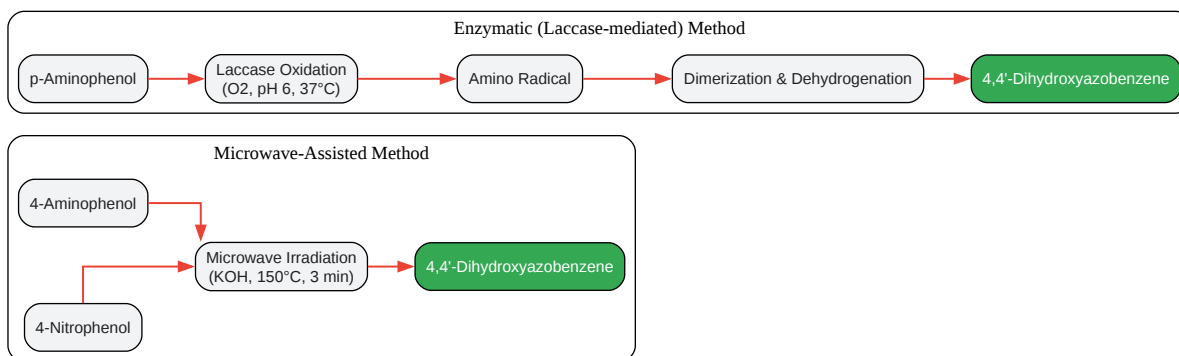 Enzymatic (Laccase-mediated) Method
p-Aminophenol
Laccase Oxidation
(O2, pH 6, 37°C)
Amino Radical
Dimerization & Dehydrogenation
4,4'-Dihydroxyazobenzene
Microwave-Assisted Method
4-Aminophenol
Microwave Irradiation
(KOH, 150°C, 3 min)
4,4'-Dihydroxyazobenzene
4-Nitrophenol